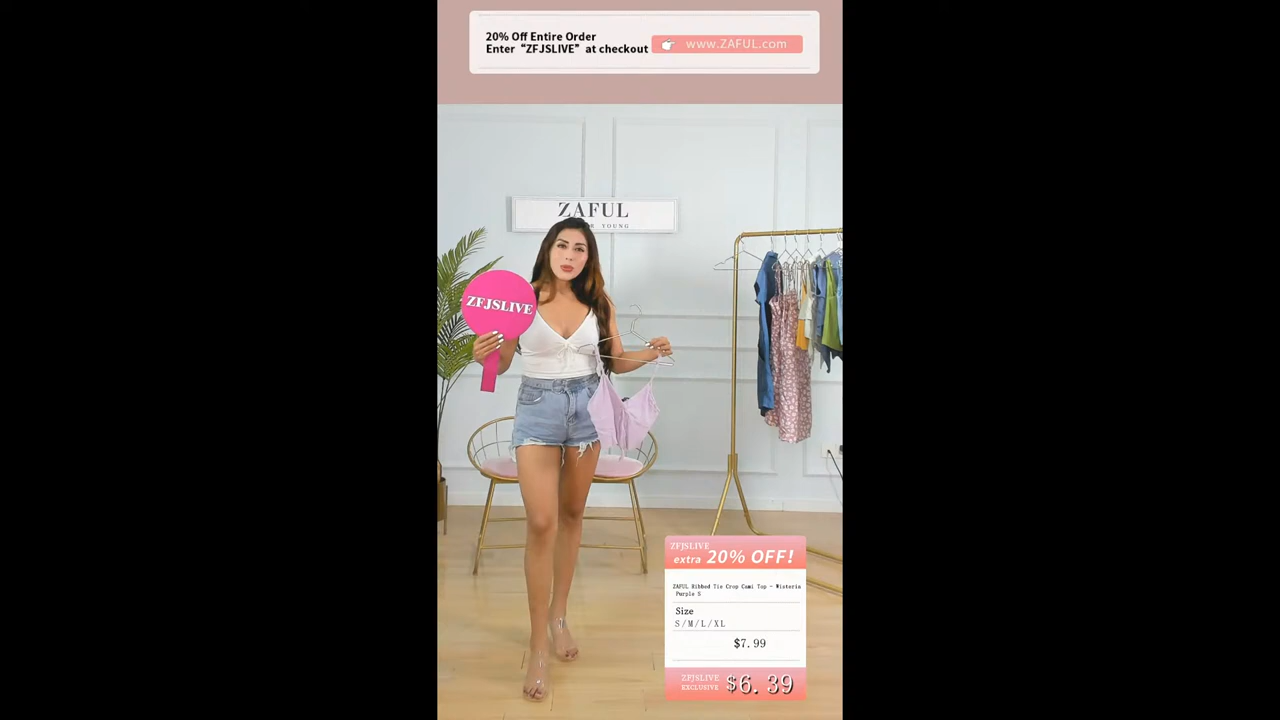 20% Off Entire Order
Enter “ZFJSLIVE” at checkout
www.ZAFUL.com
ZAFUL
YOUNG
ZFJSLIVE
ZFJSLIVE
extra 20% OFF!
ZAFUL Ribbed Tie Crop Cami Top - Wisteria
Purple S
Size
S/M/L/XL
$7.99
ZFJSLIVE
EXCLUSIVE
$6.39